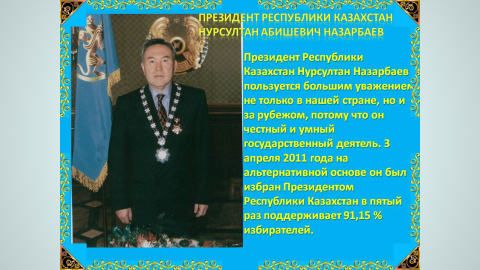 ПРЕЗИДЕНТ РЕСПУБЛИКИ КАЗАХСТАН
НУРСУЛТАН АБИШЕВИЧ НАЗАРБАЕВ
Президент Республики
Казахстан Нурсултан Назарбаев
пользуется большим уважением
не только в нашей стране, но и
за рубежом, потому что он
честный и умный
государственный деятель. 3
апреля 2011 года на
альтернативной основе он был
избран Президентом
Республики Казахстан в пятый
раз поддерживает 91,15 %
избирателей.